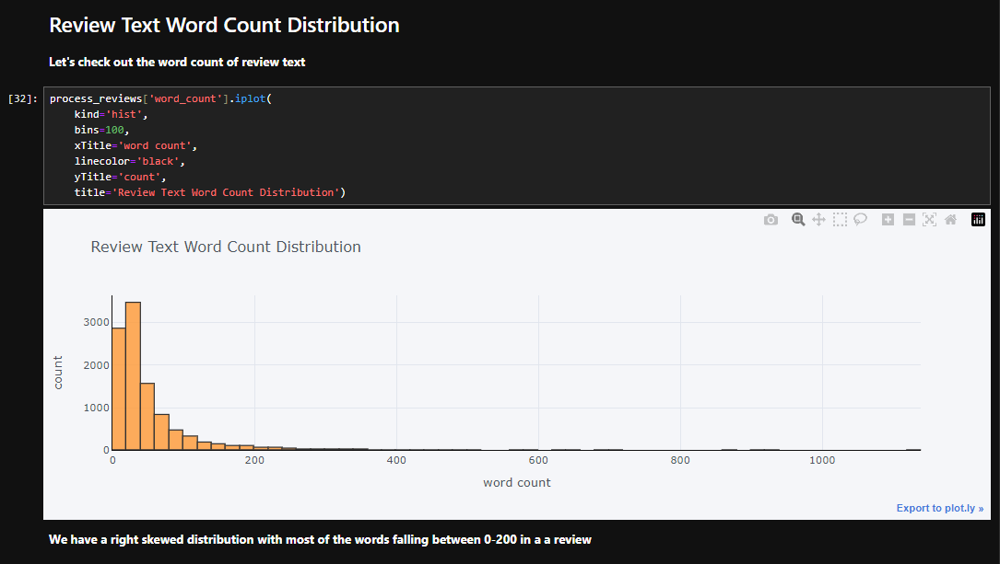 Review Text Word Count Distribution
Let's check out the word count of review text
[32]:
process_reviews['word_count'].iplot(
    kind='hist',
    bins=100,
    xTitle='word count',
    linecolor='black',
    yTitle='count',
    title='Review Text Word Count Distribution')
Review Text Word Count Distribution
3000
2000
1000
0
count
0 200 400 600 800 1000
word count
Export to plot.ly »
We have a right skewed distribution with most of the words falling between 0-200 in a a review